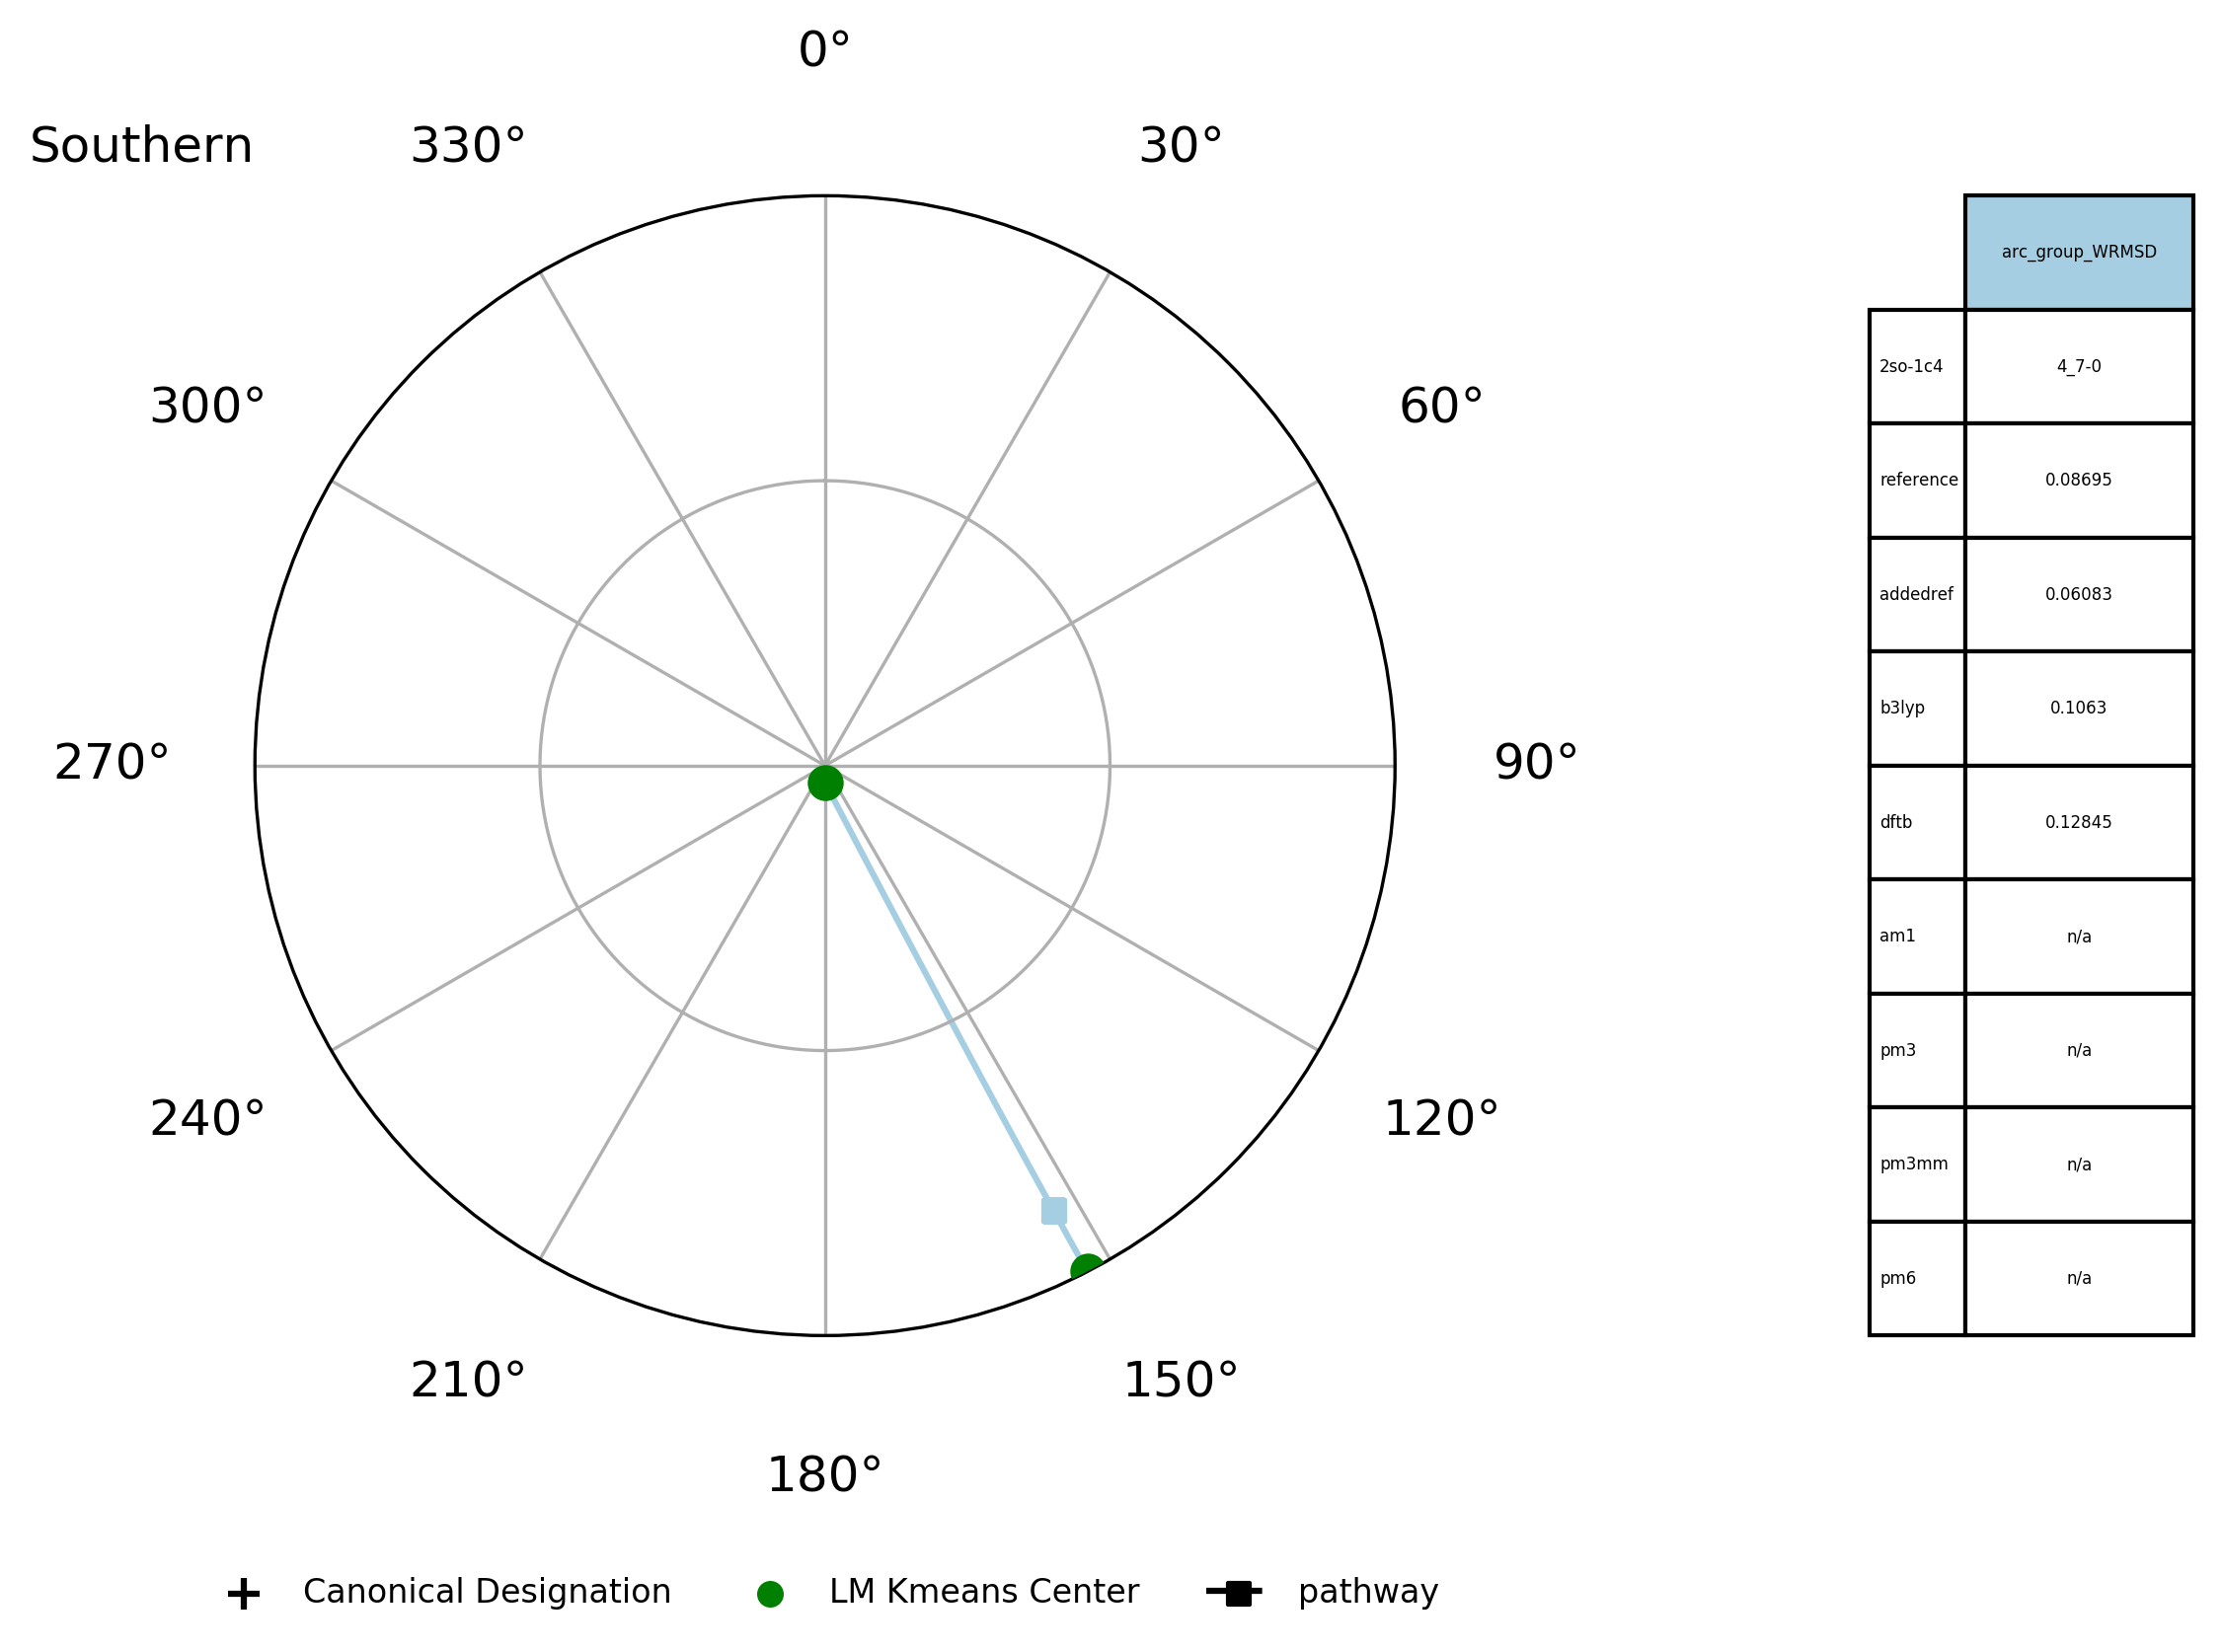 0°
Southern
330°
30°
300°
60°
270°
90°
240°
120°
210°
150°
180°
arc_group_WRMSD
2so-1c4 4_7-0
reference 0.08695
addedref 0.06083
b3lyp 0.1063
dftb 0.12845
am1 n/a
pm3 n/a
pm3mm n/a
pm6 n/a
Canonical Designation
LM Kmeans Center
pathway